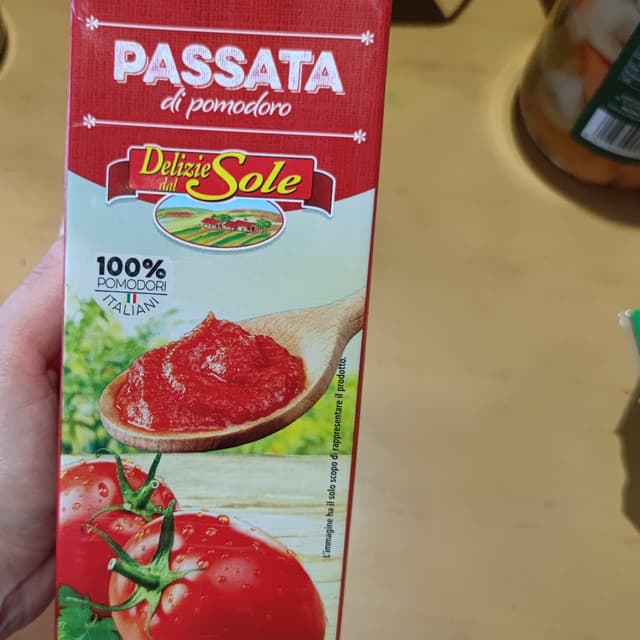 PASSATA
di pomodoro
Delizie
dal
Sole
100%
POMODORI
ITALIANI
L'immagine ha il solo scopo di rappresentare il prodotto.